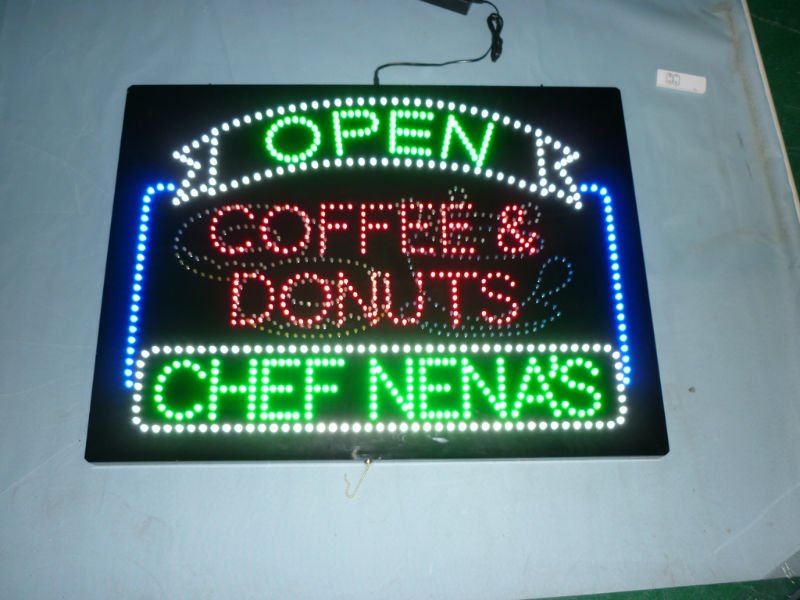 OPEN
COFFEE &
DONUTS
CHEF NENA'S